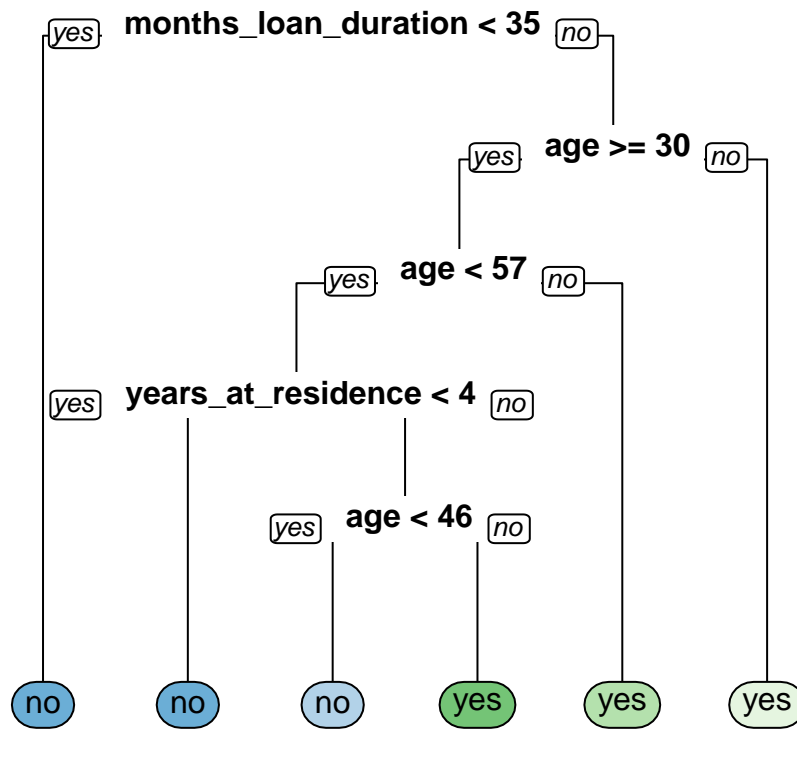 yes months_loan_duration < 35 no
yes age >= 30 no
yes age < 57 no
yes years_at_residence < 4 no
yes age < 46 no
no no no yes yes yes